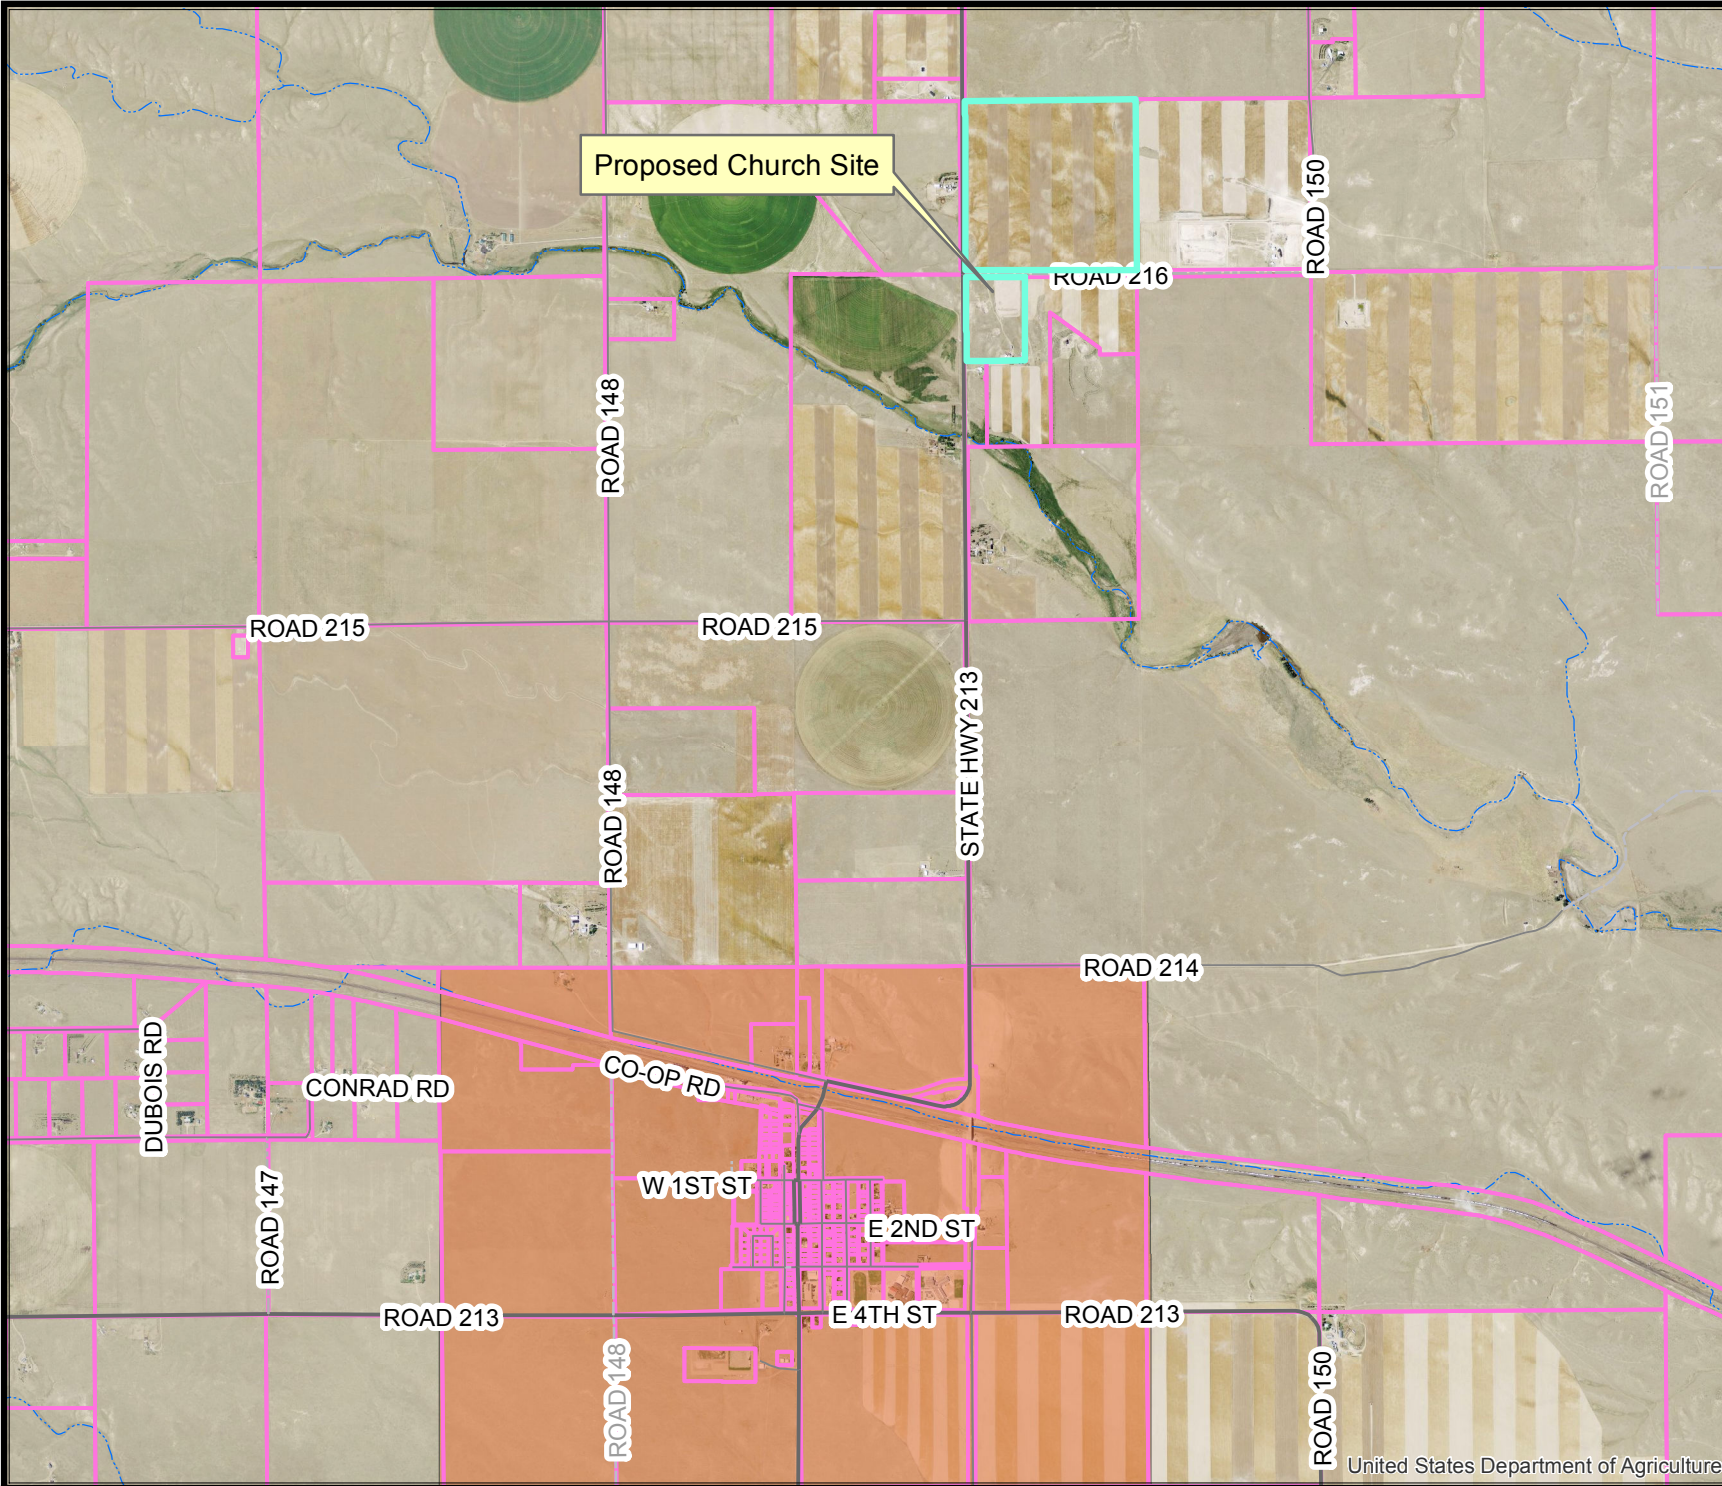 Proposed Church Site
ROAD 150
ROAD 216
ROAD 148
ROAD 151
ROAD 215
ROAD 215
STATE HWY 213
ROAD 148
ROAD 214
DUBOIS RD
CONRAD RD
CO-OP RD
ROAD 147
W 1ST ST
E 2ND ST
ROAD 213
E 4TH ST
ROAD 213
ROAD 148
ROAD 150
United States Department of Agriculture